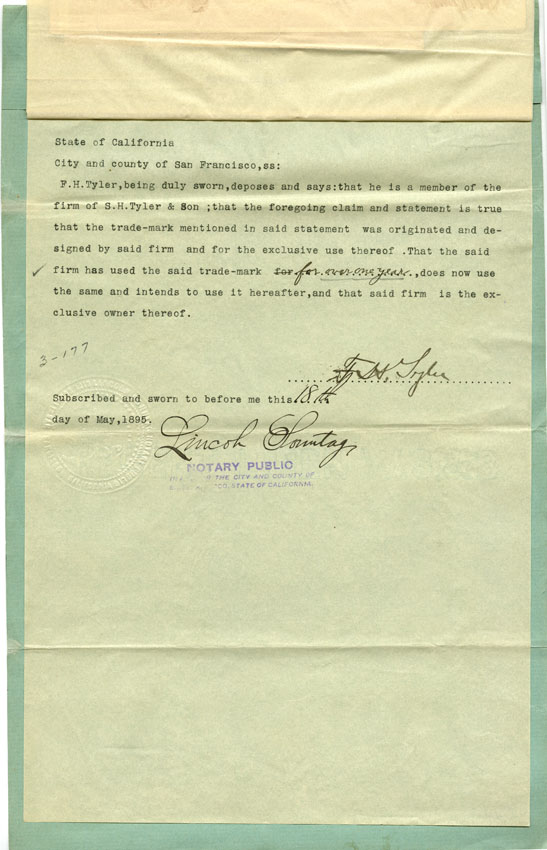 State of California
City and county of San Francisco,ss:
F.H.Tyler,being duly sworn,deposes and says:that he is a member of the
firm of S.H.Tyler & Son ;that the foregoing claim and statement is true
that the trade-mark mentioned in said statement was originated and de-
signed by said firm and for the exclusive use thereof .That the said
firm has used the said trade-mark for for over one year.,does now use
the same and intends to use it hereafter,and that said firm is the ex-
clusive owner thereof.
3-177
F H. Tyler
Subscribed and sworn to before me this 18th
day of May,1895.
Lincoln Sonntag
NOTARY PUBLIC
THE CITY AND COUNTY OF
STATE OF CALIFORNIA.